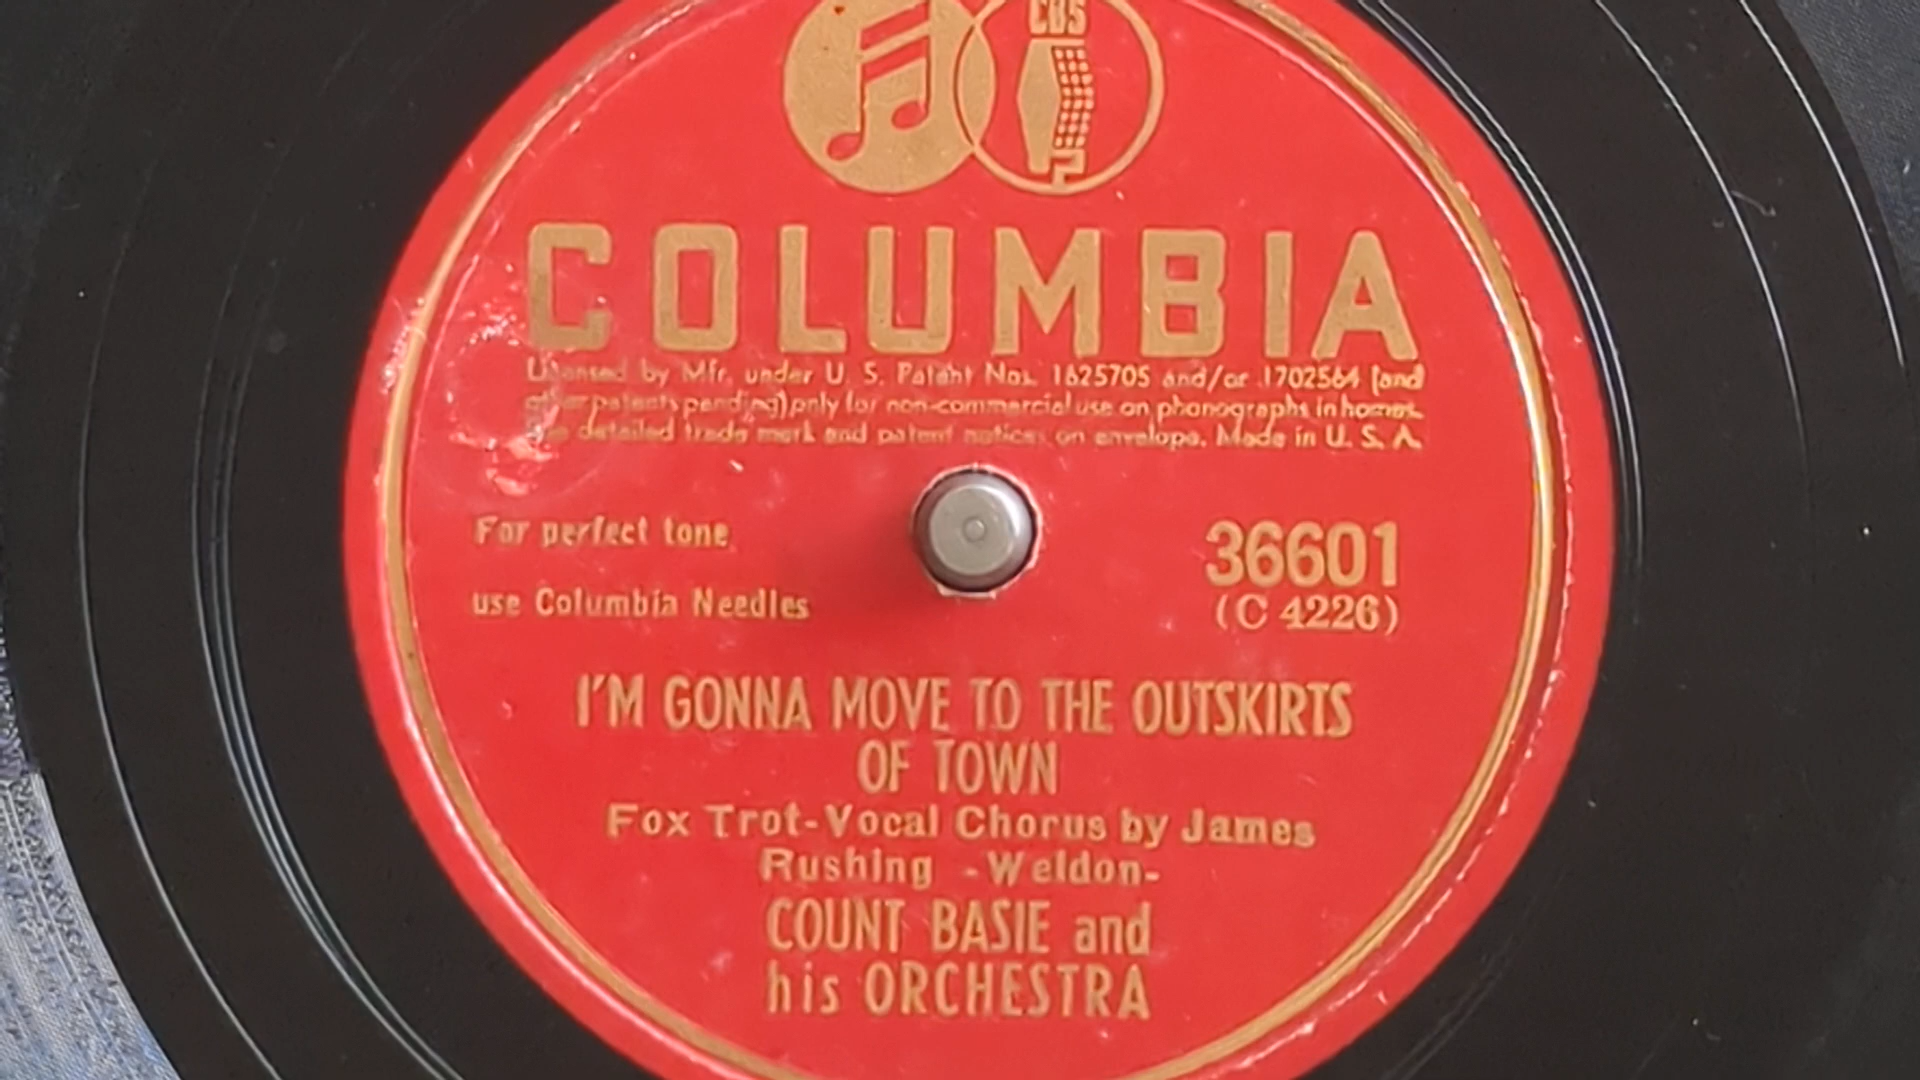 CBS
COLUMBIA
Licensed by Mfr. under U. S. Patent Nos. 1625705 and/or 1702564 (and
other patents pending) only for non-commercial use on phonographs in homes.
See detailed trade mark and patent notices on envelope. Made in U. S. A.
For perfect tone
use Columbia Needles
36601
(C 4226)
I'M GONNA MOVE TO THE OUTSKIRTS
OF TOWN
Fox Trot-Vocal Chorus by James
Rushing -Weldon-
COUNT BASIE and
his ORCHESTRA